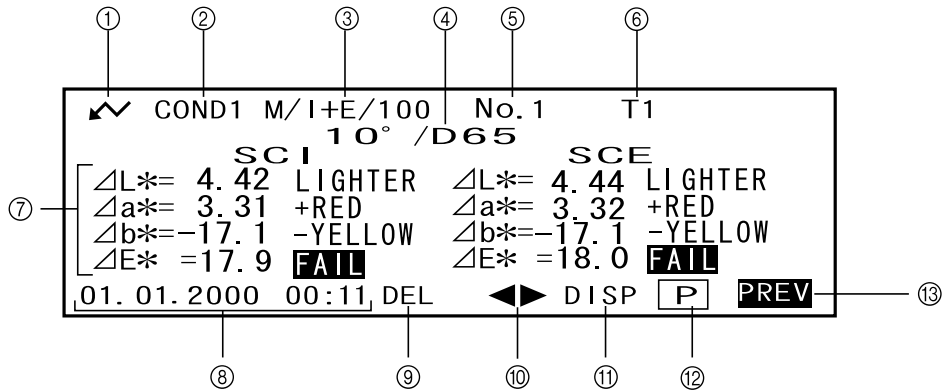 ① ② ③ ④ ⑤ ⑥
COND1 M/I+E/100 No.1 T1
10° /D65
SCI SCE
⑦
⊿L*= 4.42 LIGHTER ⊿L*= 4.44 LIGHTER
⊿a*= 3.31 +RED ⊿a*= 3.32 +RED
⊿b*=-17.1 -YELLOW ⊿b*=-17.1 -YELLOW
⊿E* =17.9 FAIL ⊿E* =18.0 FAIL
01.01.2000 00:11 DEL ◀▶ DISP P PREV ⑬
⑧ ⑨ ⑩ ⑪ ⑫